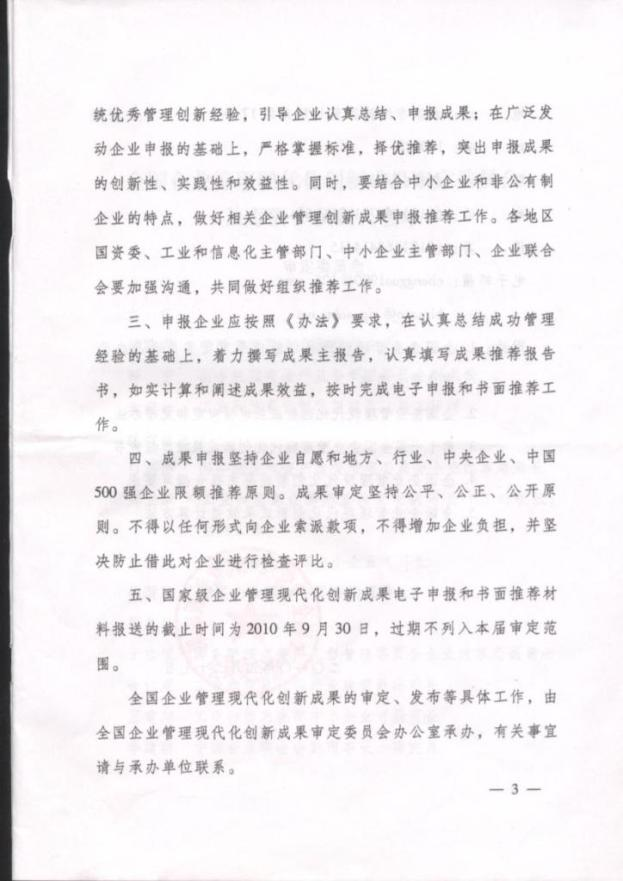 统优秀管理创新经验，引导企业认真总结、申报成果；在广泛发
动企业申报的基础上，严格掌握标准，择优推荐，突出申报成果
的创新性、实践性和效益性。同时，要结合中小企业和非公有制
企业的特点，做好相关企业管理创新成果申报推荐工作。各地区
国资委、工业和信息化主管部门、中小企业主管部门、企业联合
会要加强沟通，共同做好组织推荐工作。
三、申报企业应按照《办法》要求，在认真总结成功管理
经验的基础上，着力撰写成果主报告，认真填写成果推荐报告
书，如实计算和阐述成果效益，按时完成电子申报和书面推荐工
作。
四、成果申报坚持企业自愿和地方、行业、中央企业、中国
500 强企业限额推荐原则。成果审定坚持公平、公正、公开原
则。不得以任何形式向企业索派款项，不得增加企业负担，并坚
决防止借此对企业进行检查评比。
五、国家级企业管理现代化创新成果电子申报和书面推荐材
料报送的截止时间为 2010 年 9 月 30 日，过期不列入本届审定范
围。
全国企业管理现代化创新成果的审定、发布等具体工作，由
全国企业管理现代化创新成果审定委员会办公室承办，有关事宜
请与承办单位联系。
— 3 —